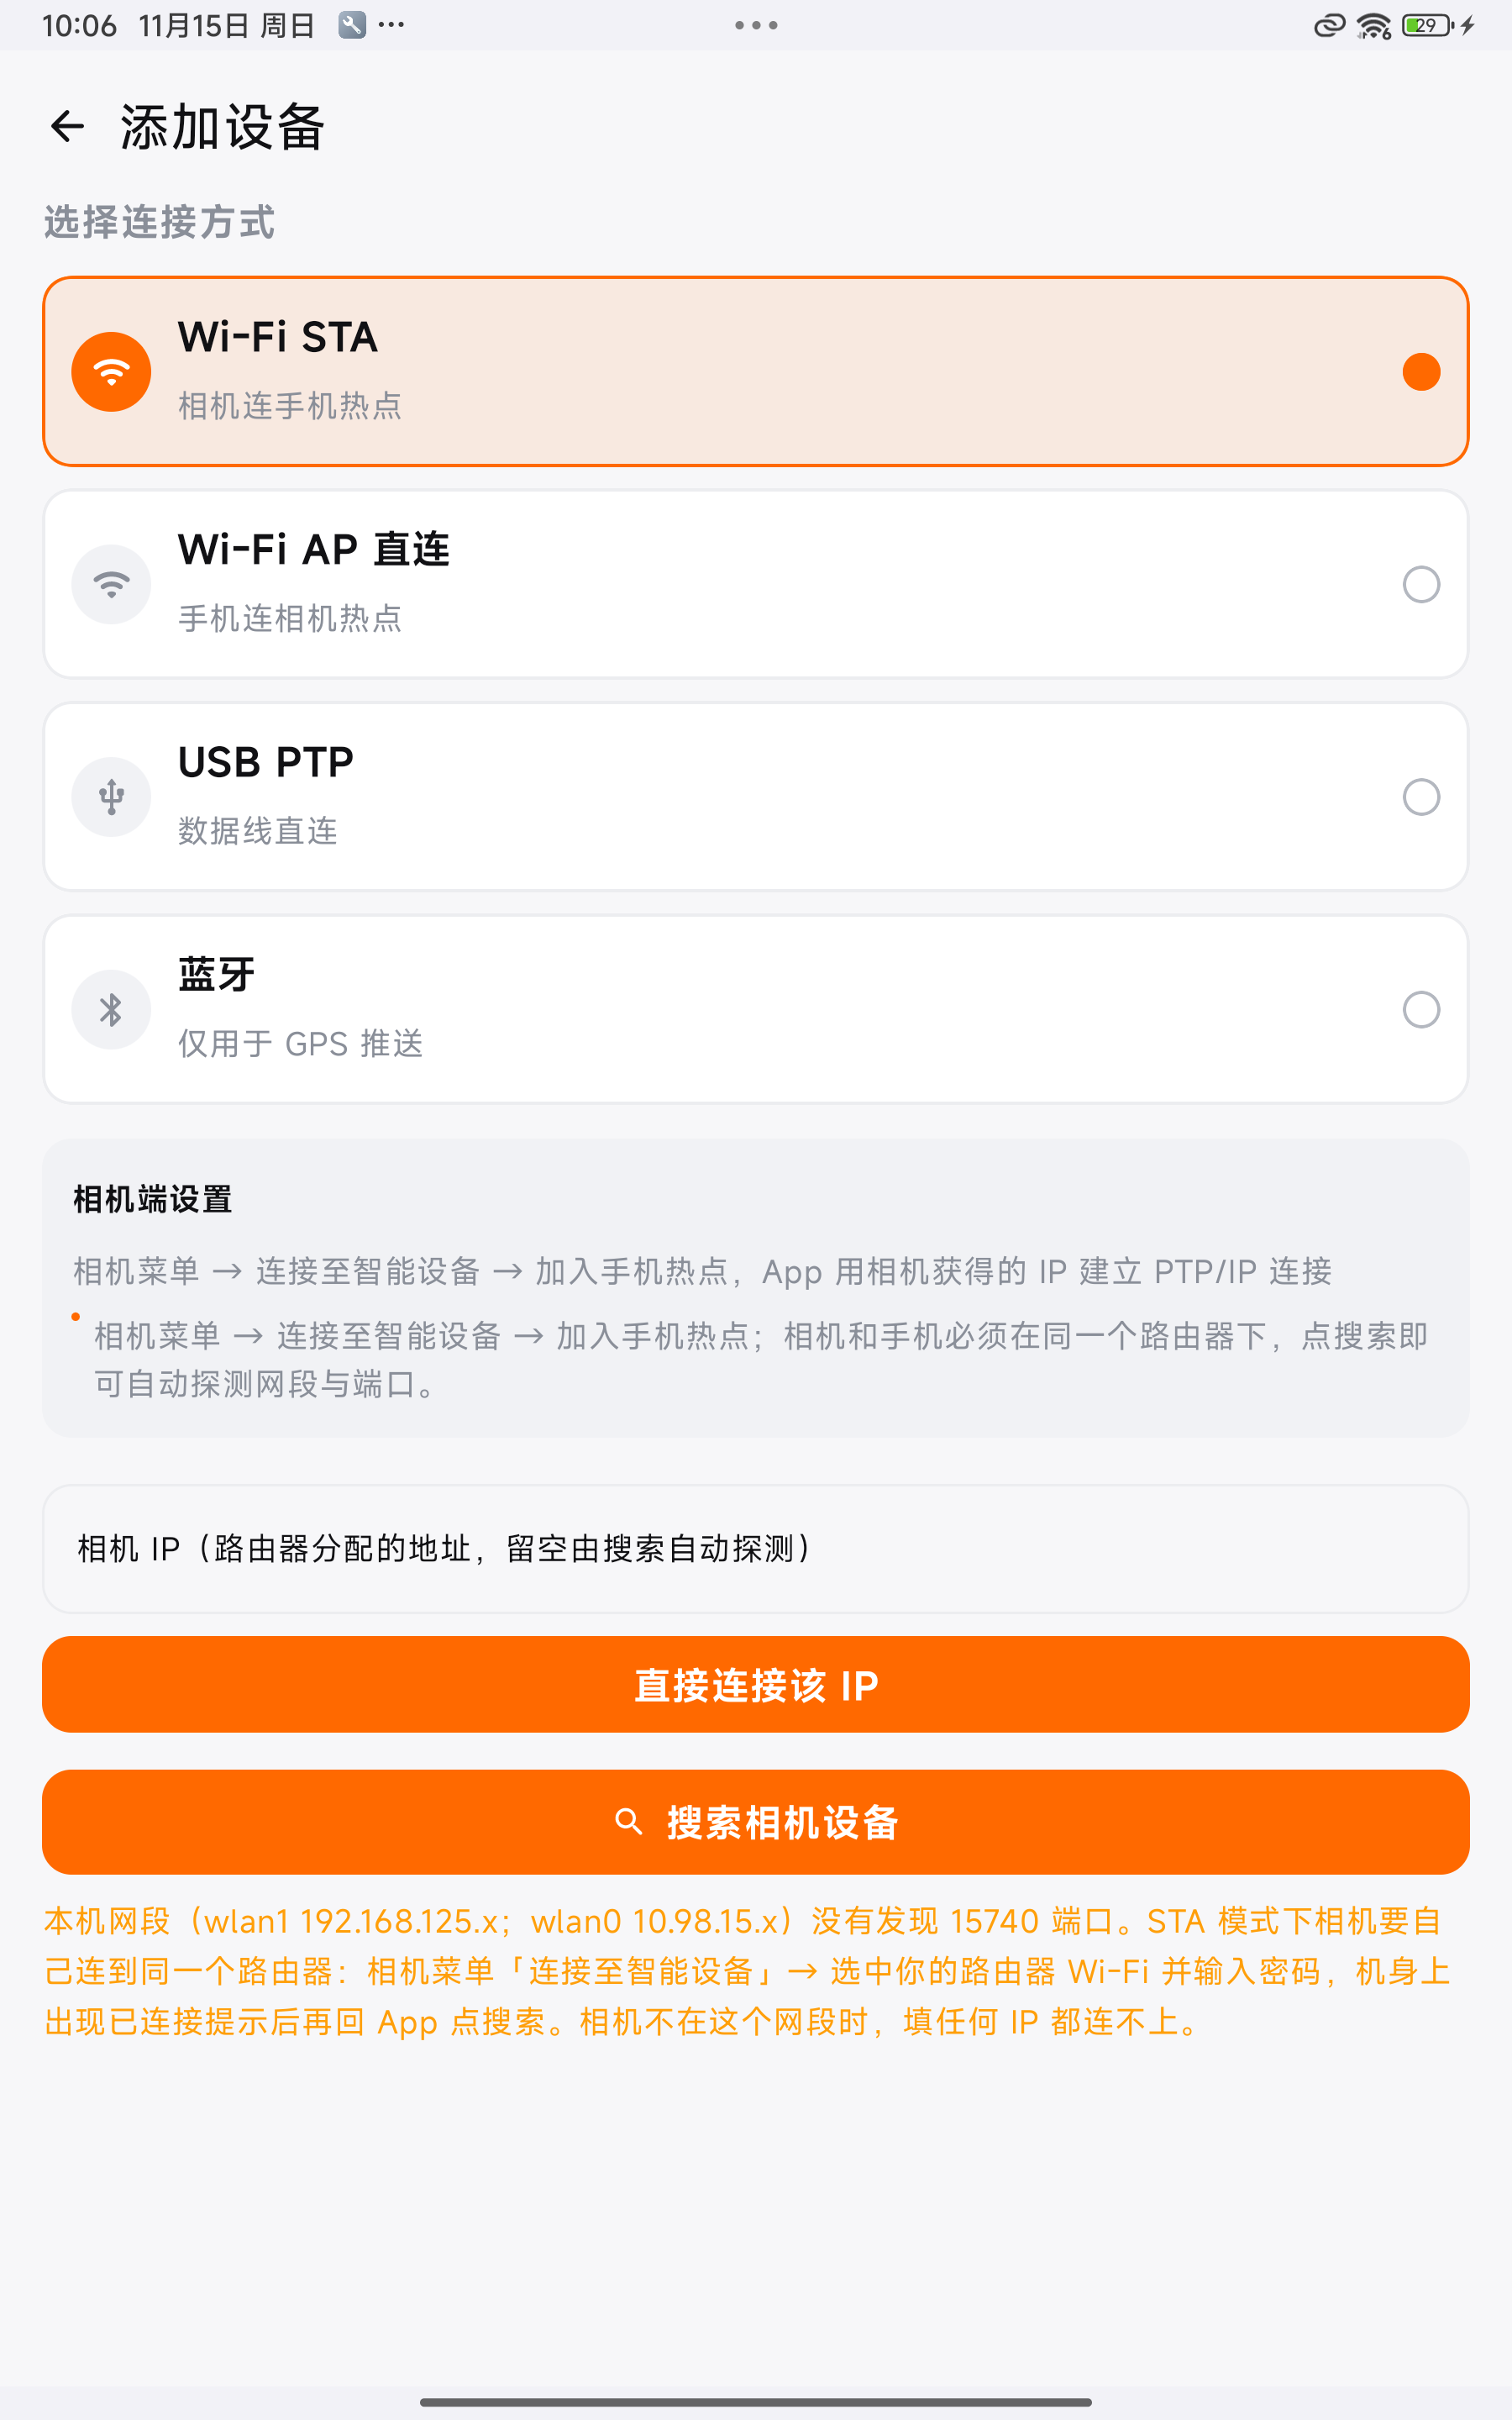 10:06 11月15日 周日
29
添加设备
选择连接方式
Wi-Fi STA
相机连手机热点
Wi-Fi AP 直连
手机连相机热点
USB PTP
数据线直连
蓝牙
仅用于 GPS 推送
相机端设置
相机菜单 → 连接至智能设备 → 加入手机热点，App 用相机获得的 IP 建立 PTP/IP 连接
相机菜单 → 连接至智能设备 → 加入手机热点；相机和手机必须在同一个路由器下，点搜索即
可自动探测网段与端口。
相机 IP（路由器分配的地址，留空由搜索自动探测）
直接连接该 IP
搜索相机设备
本机网段（wlan1 192.168.125.x；wlan0 10.98.15.x）没有发现 15740 端口。STA 模式下相机要自
己连到同一个路由器：相机菜单「连接至智能设备」→ 选中你的路由器 Wi-Fi 并输入密码，机身上
出现已连接提示后再回 App 点搜索。相机不在这个网段时，填任何 IP 都连不上。